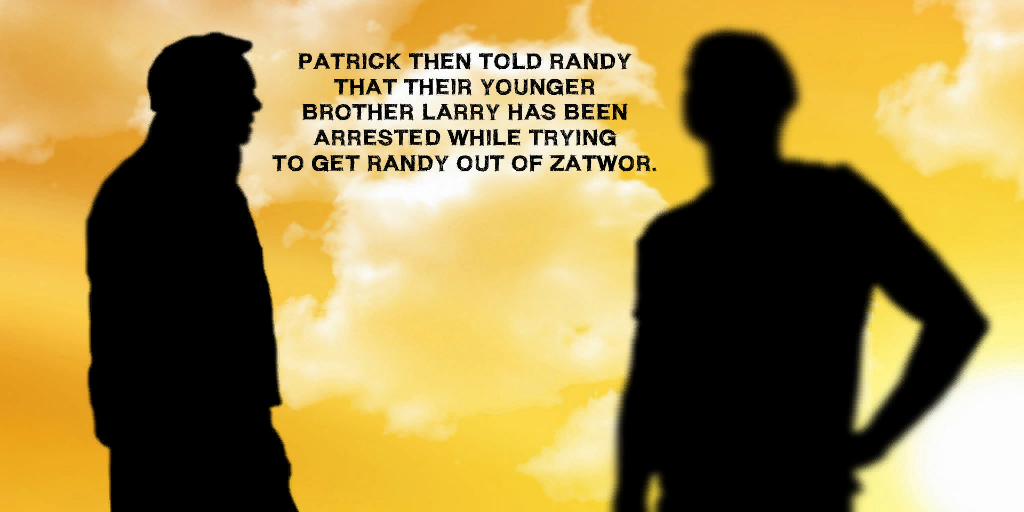 PATRICK THEN TOLD RANDY
THAT THEIR YOUNGER
BROTHER LARRY HAS BEEN
ARRESTED WHILE TRYING
TO GET RANDY OUT OF ZATWOR.